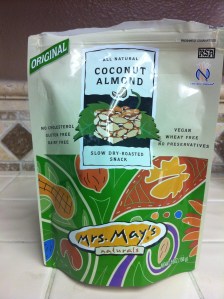 ORIGINAL
ALL NATURAL
COCONUT
ALMOND
NO CHOLESTEROL
GLUTEN FREE
DAIRY FREE
VEGAN
WHEAT FREE
NO PRESERVATIVES
SLOW DRY-ROASTED
SNACK
Mrs. May's
naturals